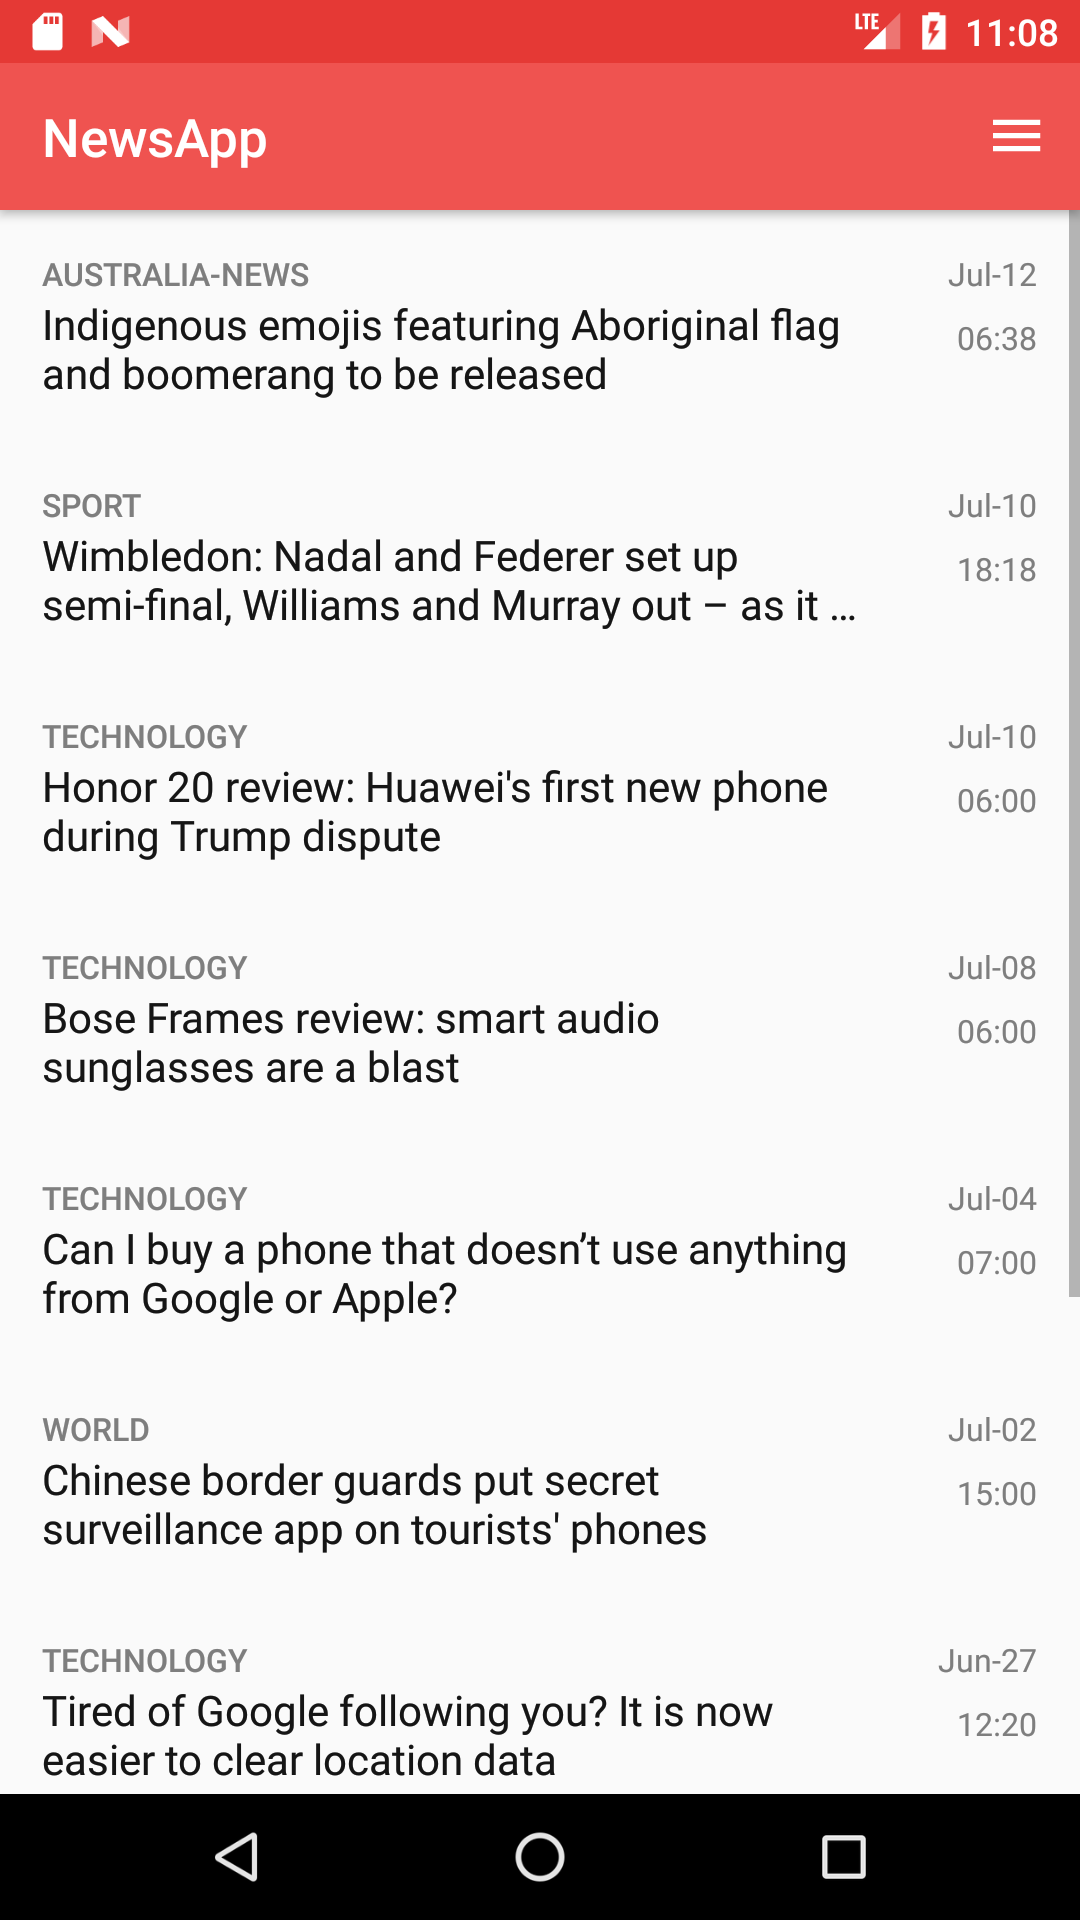 LTE 11:08
NewsApp
AUSTRALIA-NEWS Jul-12
Indigenous emojis featuring Aboriginal flag
and boomerang to be released
06:38
SPORT Jul-10
Wimbledon: Nadal and Federer set up
semi-final, Williams and Murray out – as it ...
18:18
TECHNOLOGY Jul-10
Honor 20 review: Huawei's first new phone
during Trump dispute
06:00
TECHNOLOGY Jul-08
Bose Frames review: smart audio
sunglasses are a blast
06:00
TECHNOLOGY Jul-04
Can I buy a phone that doesn’t use anything
from Google or Apple?
07:00
WORLD Jul-02
Chinese border guards put secret
surveillance app on tourists' phones
15:00
TECHNOLOGY Jun-27
Tired of Google following you? It is now
easier to clear location data
12:20